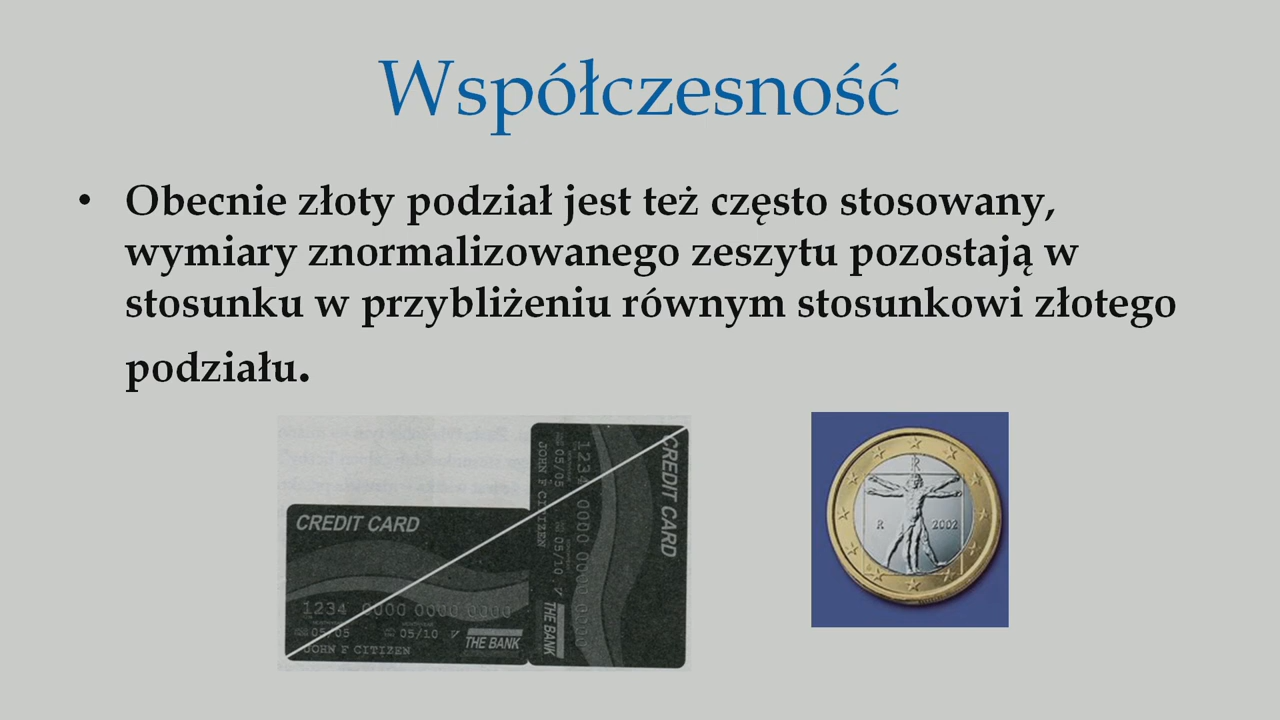 Współczesność
• Obecnie złoty podział jest też często stosowany,
wymiary znormalizowanego zeszytu pozostają w
stosunku w przybliżeniu równym stosunkowi złotego
podziału.
CREDIT CARD
1234 0000 0000 0000
05/05 05/10 V
JOHN F CITIZEN
THE BANK
CREDIT CARD
1234 0000 0000 0000
05/05 05/10 V
JOHN F CITIZEN
THE BANK
R
R 2002